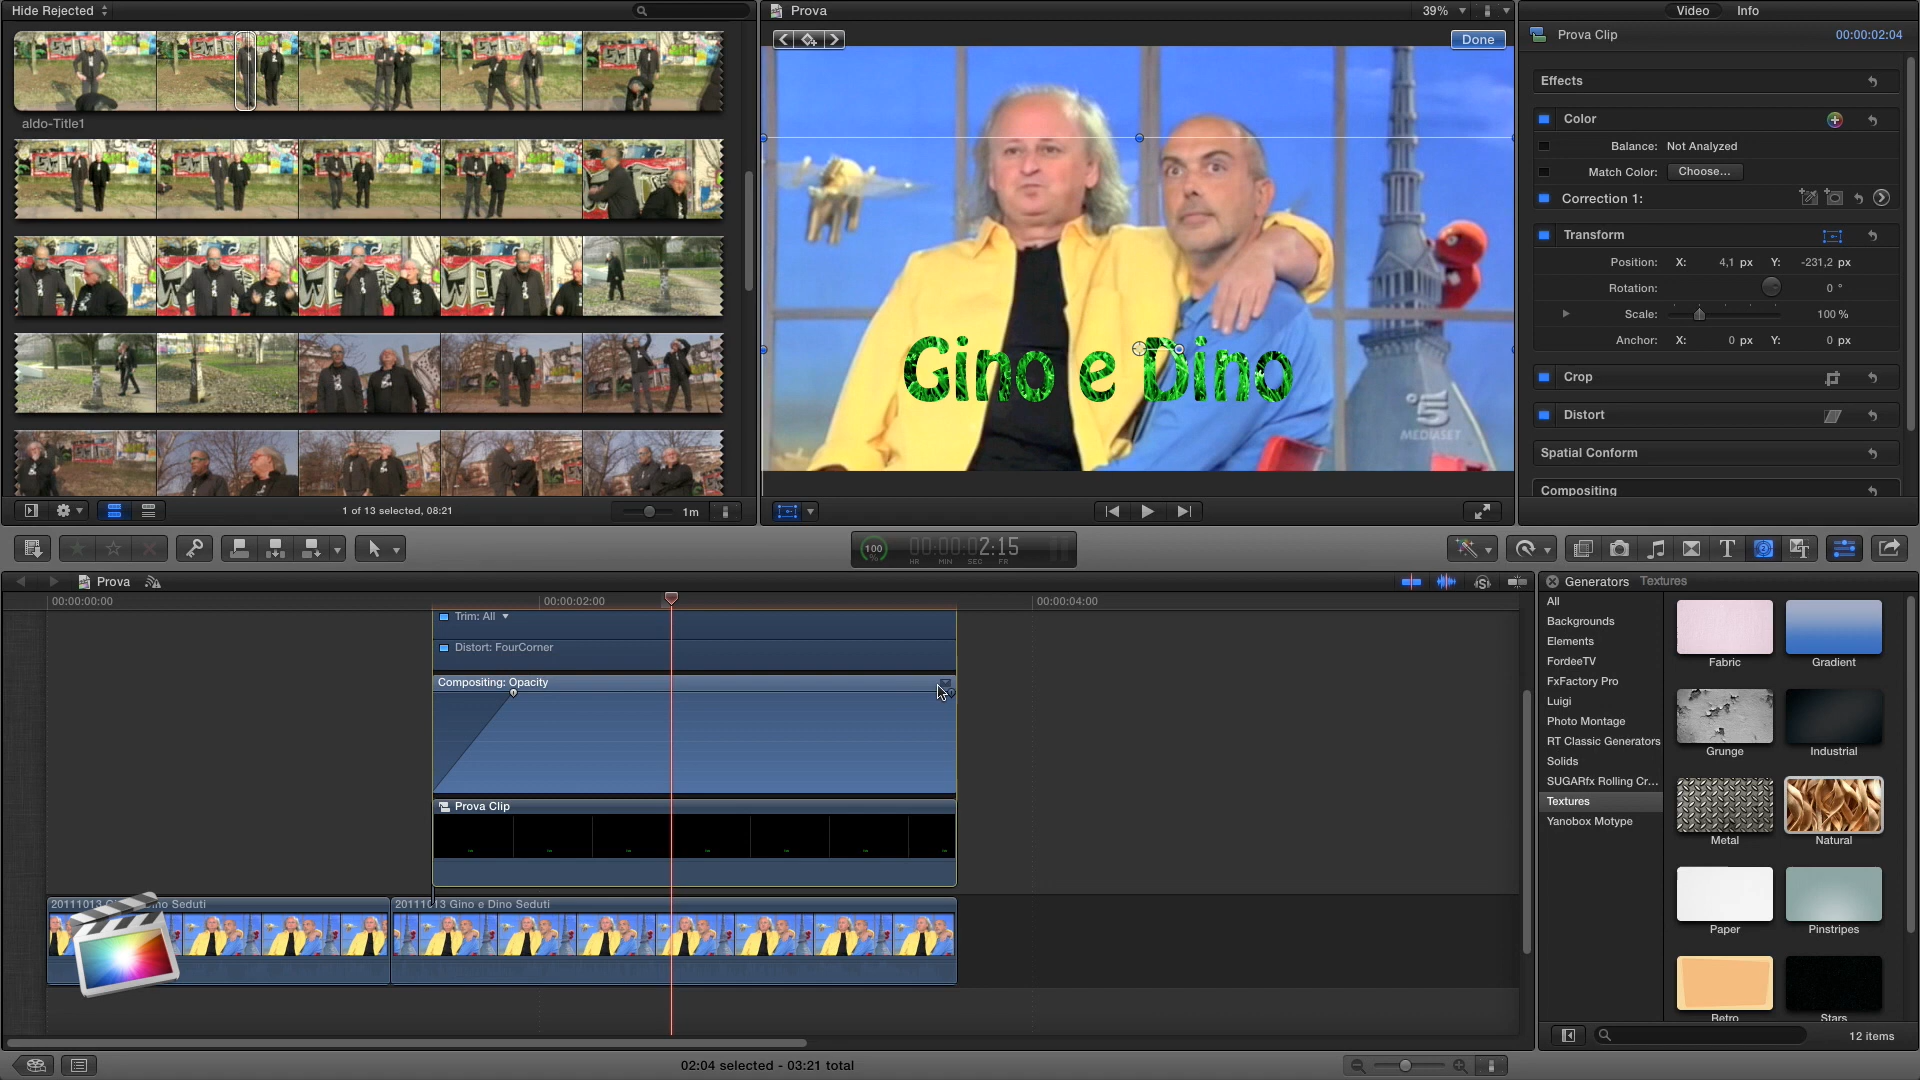 Hide Rejected
Prova
39%
Video
Info
Done
Prova Clip
00:00:02:04
Effects
Color
Balance: Not Analyzed
Match Color: Choose...
Correction 1:
Transform
Position: X: 4,1 px Y: -231,2 px
Rotation: 0 °
Scale: 100 %
Anchor: X: 0 px Y: 0 px
Crop
Distort
Spatial Conform
Compositing
aldo-Title1
Gino e Dino
5
MEDIASET
1 of 13 selected, 08:21
1m
100
%
00:00:02:15
HR MIN SEC FR
Prova
00:00:00:00
00:00:02:00
00:00:04:00
Trim: All
Distort: FourCorner
Compositing: Opacity
Prova Clip
20111013 G Dino Seduti
20111013 Gino e Dino Seduti
Generators Textures
All
Backgrounds
Elements
FordeeTV
FxFactory Pro
Luigi
Photo Montage
RT Classic Generators
Solids
SUGARfx Rolling Cr...
Textures
Yanobox Motype
Fabric
Gradient
Grunge
Industrial
Metal
Natural
Paper
Pinstripes
Retro
Stars
12 items
02:04 selected - 03:21 total